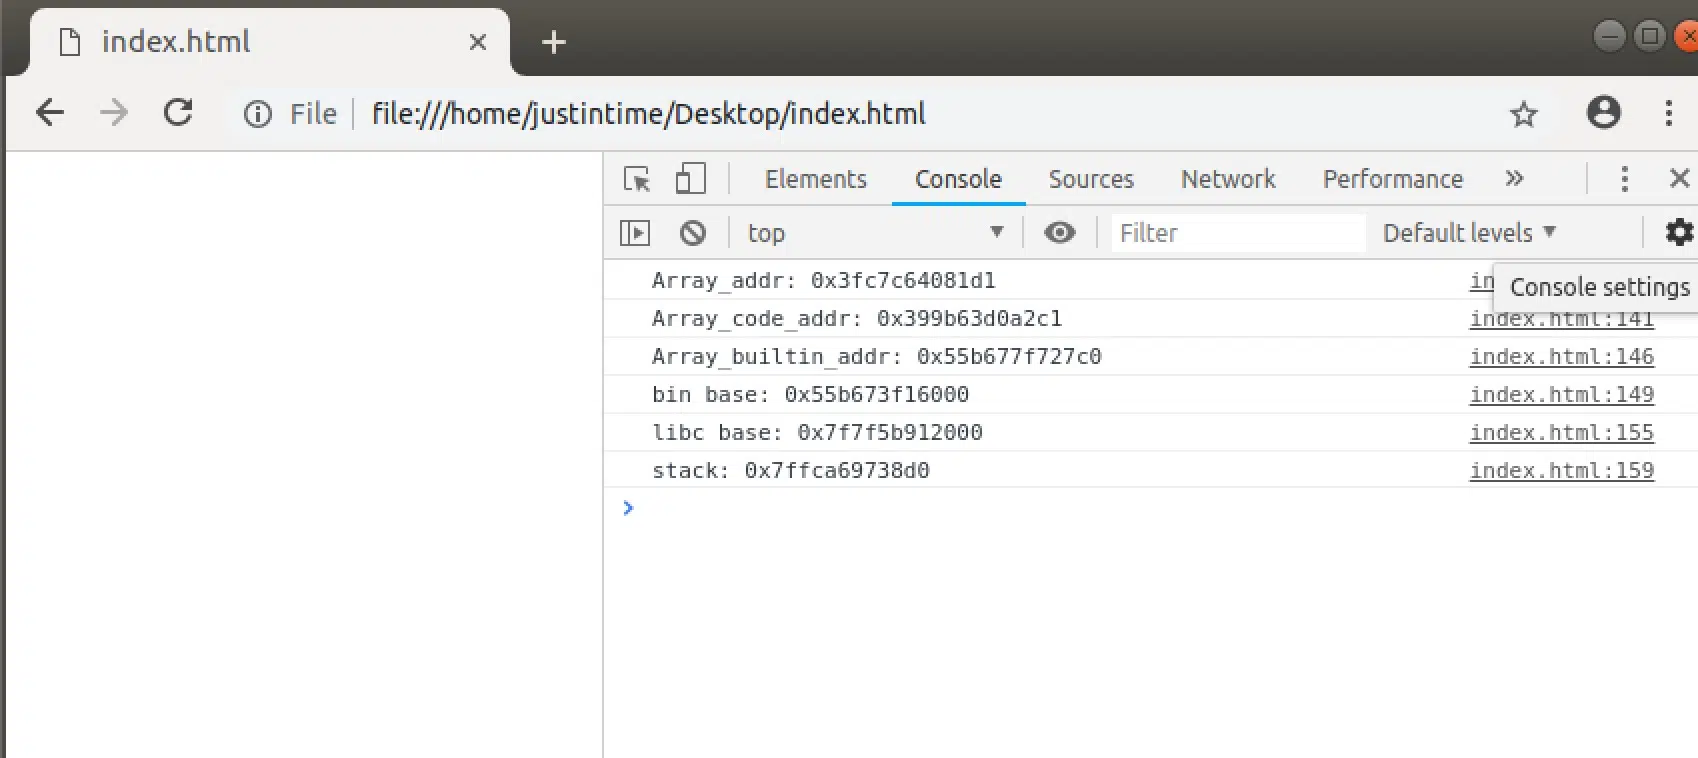 index.html
File file:///home/justintime/Desktop/index.html
Elements Console Sources Network Performance
top Filter Default levels
Array_addr: 0x3fc7c64081d1
Console settings
Array_code_addr: 0x399b63d0a2c1 index.html:141
Array_builtin_addr: 0x55b677f727c0 index.html:146
bin base: 0x55b673f16000 index.html:149
libc base: 0x7f7f5b912000 index.html:155
stack: 0x7ffca69738d0 index.html:159